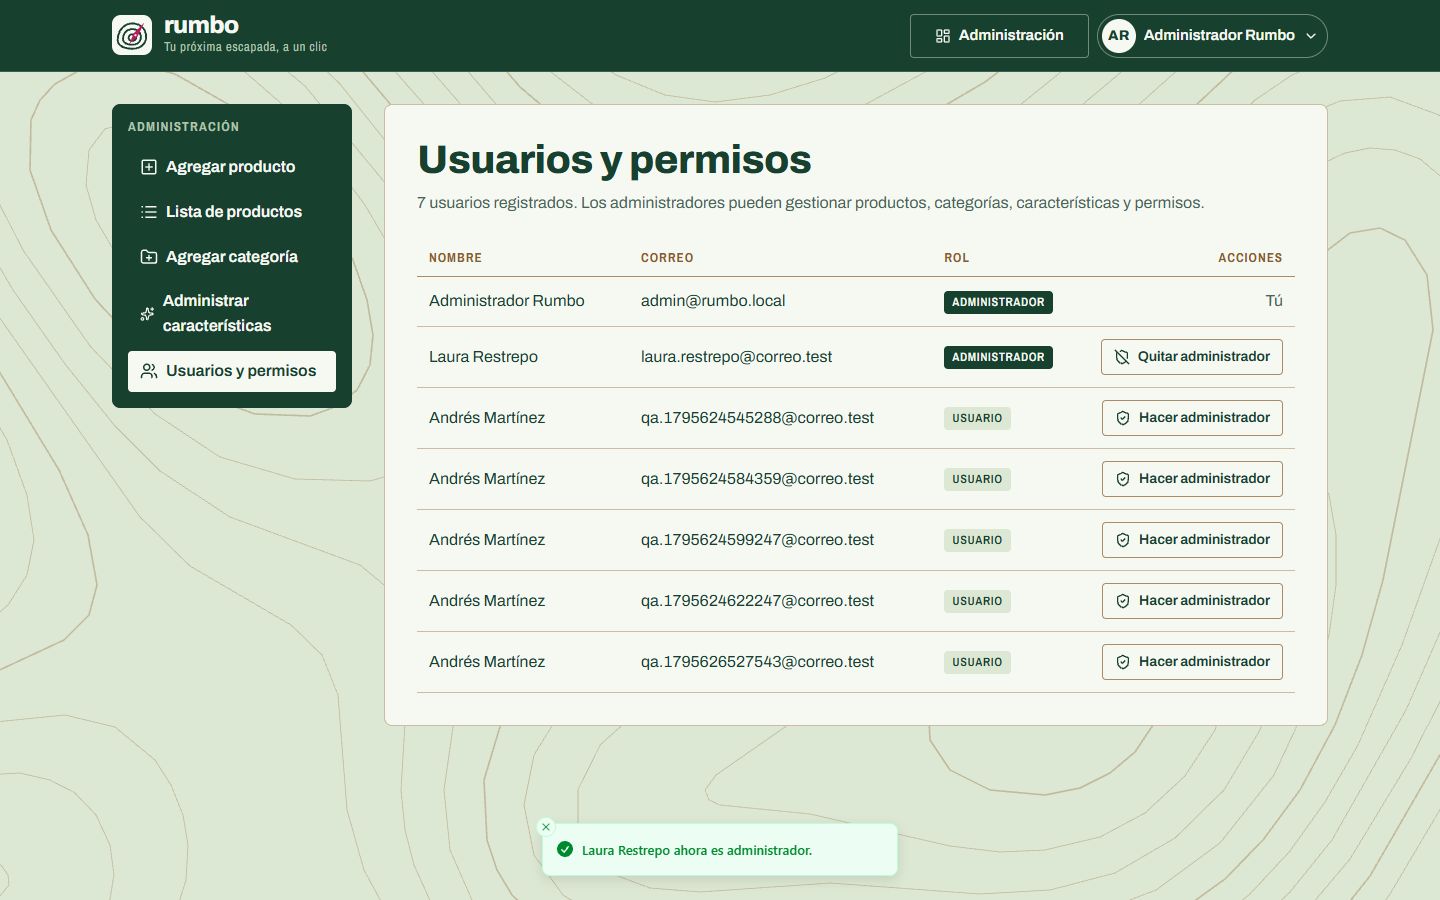 rumbo
Tu próxima escapada, a un clic
Administración
AR
Administrador Rumbo
ADMINISTRACIÓN
Agregar producto
Lista de productos
Agregar categoría
Administrar
características
Usuarios y permisos
Usuarios y permisos
7 usuarios registrados. Los administradores pueden gestionar productos, categorías, características y permisos.
NOMBRE CORREO ROL ACCIONES
Administrador Rumbo admin@rumbo.local ADMINISTRADOR Tú
Laura Restrepo laura.restrepo@correo.test ADMINISTRADOR Quitar administrador
Andrés Martínez qa.1795624545288@correo.test USUARIO Hacer administrador
Andrés Martínez qa.1795624584359@correo.test USUARIO Hacer administrador
Andrés Martínez qa.1795624599247@correo.test USUARIO Hacer administrador
Andrés Martínez qa.1795624622247@correo.test USUARIO Hacer administrador
Andrés Martínez qa.1795626527543@correo.test USUARIO Hacer administrador
Laura Restrepo ahora es administrador.